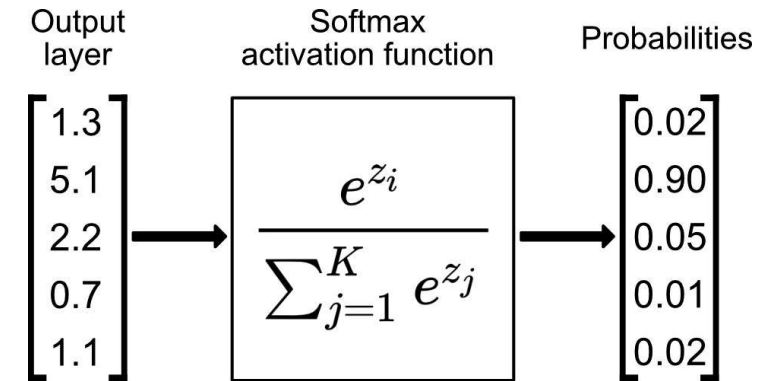 Output
layer
Softmax
activation function
Probabilities
1.3
5.1
2.2
0.7
1.1
e^{z_i}
∑_{j=1}^{K} e^{z_j}
0.02
0.90
0.05
0.01
0.02